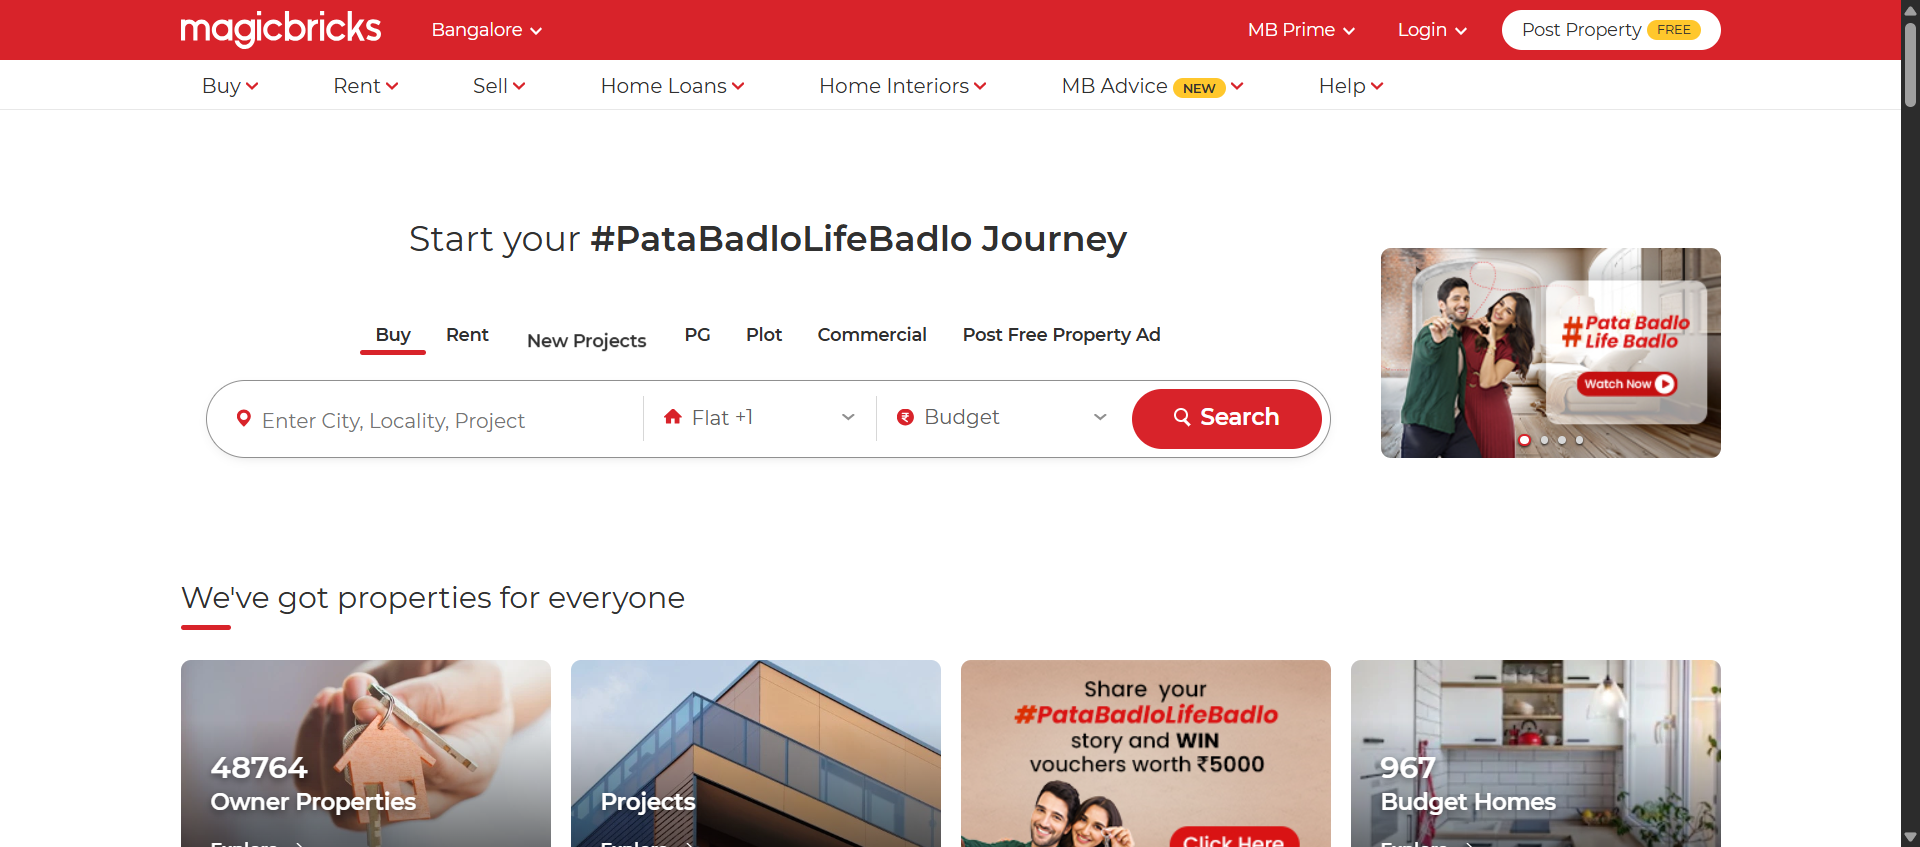 magicbricks
Bangalore
MB Prime
Login
Post Property FREE
Buy
Rent
Sell
Home Loans
Home Interiors
MB Advice NEW
Help
Start your #PataBadloLifeBadlo Journey
Buy
Rent
New Projects
PG
Plot
Commercial
Post Free Property Ad
Enter City, Locality, Project
Flat +1
Budget
Search
#Pata Badlo
Life Badlo
Watch Now
We've got properties for everyone
48764
Owner Properties
Explore
Projects
Explore
Share your
#PataBadloLifeBadlo
story and WIN
vouchers worth ₹5000
Click Here
967
Budget Homes
Explore